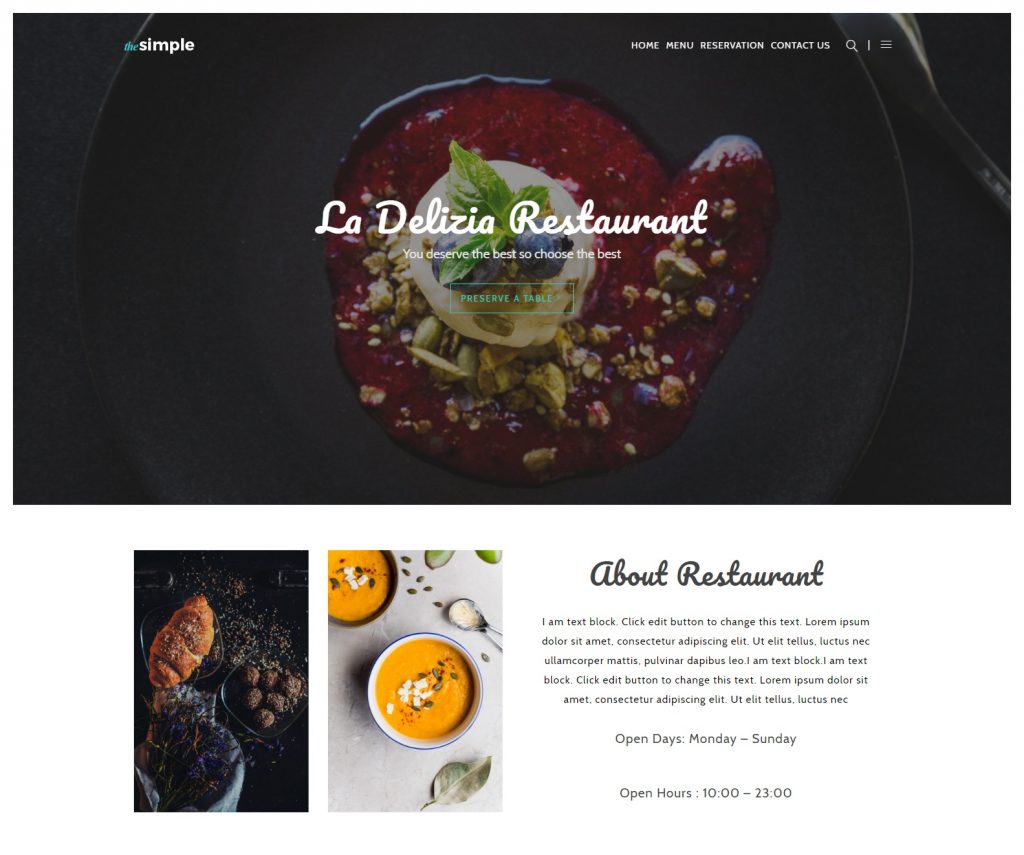 thesimple
HOME MENU RESERVATION CONTACT US
La Delizia Restaurant
You deserve the best so choose the best
PRESERVE A TABLE
About Restaurant
I am text block. Click edit button to change this text. Lorem ipsum
dolor sit amet, consectetur adipiscing elit. Ut elit tellus, luctus nec
ullamcorper mattis, pulvinar dapibus leo.I am text block.I am text
block. Click edit button to change this text. Lorem ipsum dolor sit
amet, consectetur adipiscing elit. Ut elit tellus, luctus nec
Open Days: Monday – Sunday
Open Hours : 10:00 – 23:00